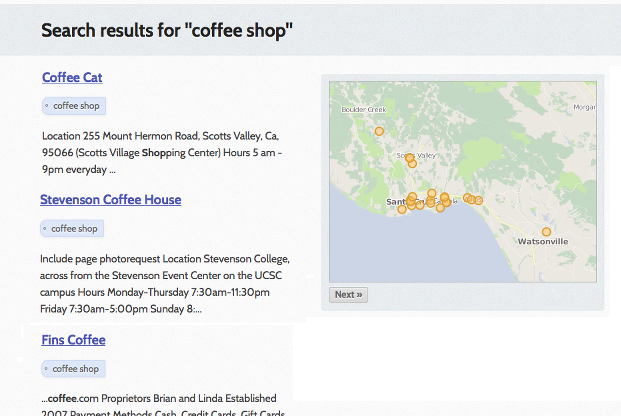 Search results for "coffee shop"
Coffee Cat
coffee shop
Location 255 Mount Hermon Road, Scotts Valley, Ca,
95066 (Scotts Village Shopping Center) Hours 5 am -
9pm everyday ...
Stevenson Coffee House
coffee shop
Include page photorequest Location Stevenson College,
across from the Stevenson Event Center on the UCSC
campus Hours Monday-Thursday 7:30am-11:30pm
Friday 7:30am-5:00pm Sunday 8:...
Fins Coffee
coffee shop
...coffee.com Proprietors Brian and Linda Established
2007 Payment Methods Cash, Credit Cards, Gift Cards
Boulder Creek
Morgan
Scotts Valley
Watsonville
Next »